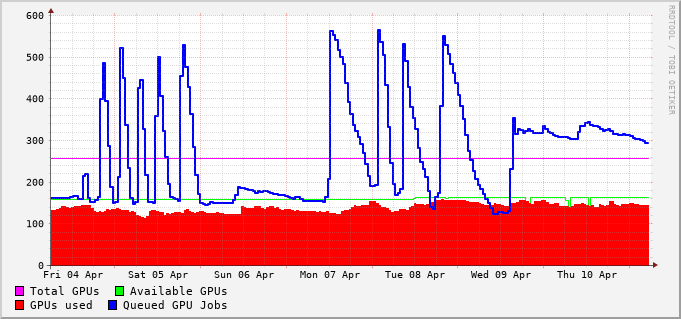 600
500
400
300
200
100
0
Fri 04 Apr Sat 05 Apr Sun 06 Apr Mon 07 Apr Tue 08 Apr Wed 09 Apr Thu 10 Apr
Total GPUs Available GPUs
GPUs used Queued GPU Jobs
RRDTOOL / TOBI OETIKER